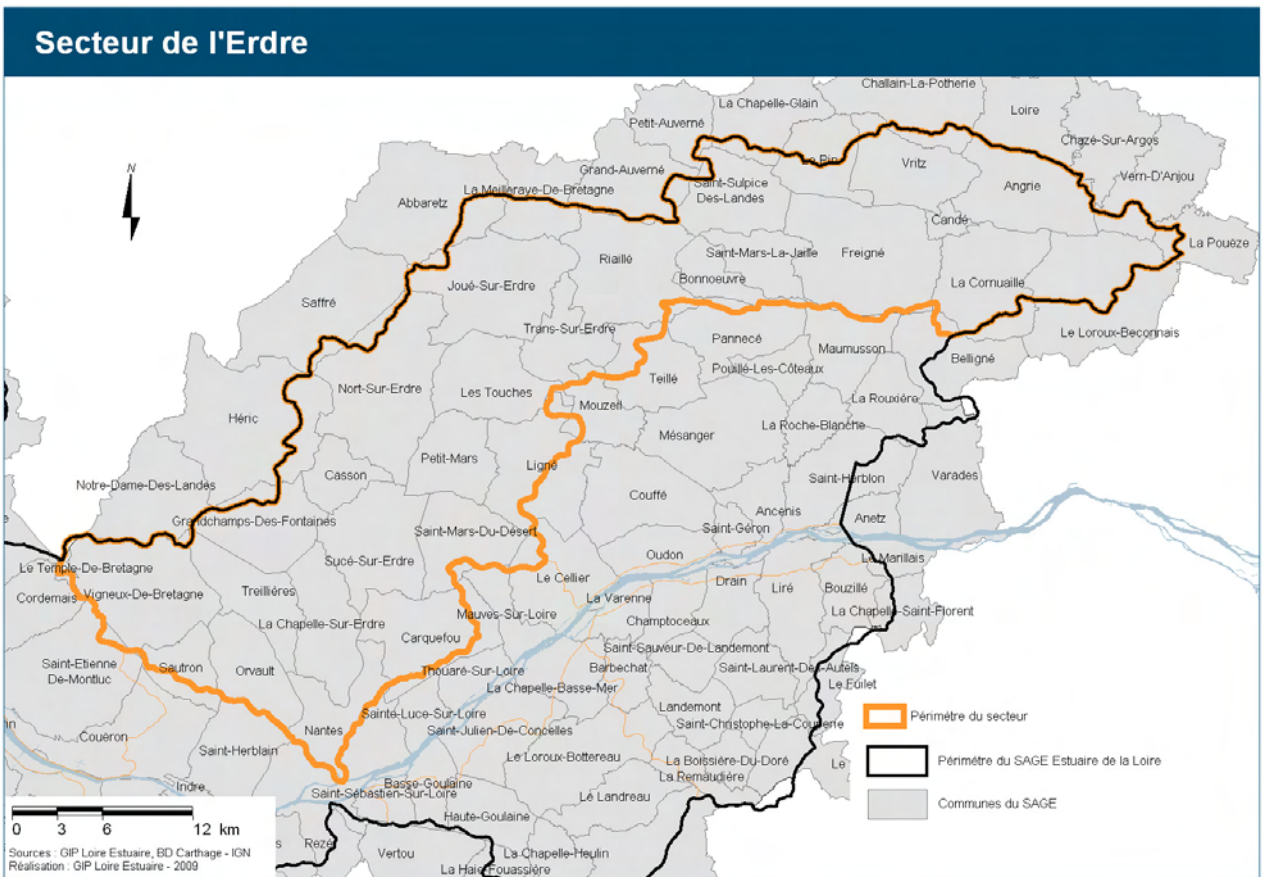 Secteur de l'Erdre
Challain-La-Potherie
La Chapelle-Glain
Loire
Petit-Auverné
Chazé-Sur-Argos
Le Pin
Vritz
N
Grand-Auverné
Vern-D'Anjou
La Meilleraye-De-Bretagne
Saint-Sulpice
Des-Landes
Angrie
Abbaretz
Candé
La Pouëze
Riaillé
Saint-Mars-La-Jaille
Freigné
Bonnoeuvre
La Cornuaille
Joué-Sur-Erdre
Saffré
Trans-Sur-Erdre
Le Loroux-Beconnais
Pannecé
Maumusson
Belligné
Pouillé-Les-Côteaux
Teillé
Nort-Sur-Erdre
Les Touches
La Rouxière
Mouzeil
Héric
La Roche-Blanche
Mésanger
Petit-Mars
Ligné
Casson
Saint-Herblon
Varades
Notre-Dame-Des-Landes
Couffé
Ancenis
Anetz
Grandchamps-Des-Fontaines
Saint-Géron
Saint-Mars-Du-Désert
Oudon
Le Marillais
Sucé-Sur-Erdre
Le Temple-De-Bretagne
Le Cellier
Drain
Liré
Bouzillé
Treillières
Vigneux-De-Bretagne
Cordemais
La Varenne
La Chapelle-Saint-Florent
Mauves-Sur-Loire
La Chapelle-Sur-Erdre
Champtoceaux
Carquefou
Saint-Sauveur-De-Landemont
Saint-Etienne
De-Montluc
Sautron
Orvault
Thouaré-Sur-Loire
Barbechat
Saint-Laurent-Des-Autels
Le Fuilet
La Chapelle-Basse-Mer
Landemont
Sainte-Luce-Sur-Loire
Périmètre du secteur
Saint-Christophe-La-Couperie
Nantes
Saint-Julien-De-Concelles
Couëron
Saint-Herblain
Le Loroux-Bottereau
La Boissière-Du-Doré
Périmètre du SAGE Estuaire de la Loire
Le
La Remaudière
Indre
Basse-Goulaine
Saint-Sébastien-Sur-Loire
Le Landreau
Communes du SAGE
Haute-Goulaine
0 3 6 12 km
Rezé
Vertou
La Chapelle-Heulin
Sources : GIP Loire Estuaire, BD Carthage - IGN
Réalisation : GIP Loire Estuaire - 2009
La Haie-Fouassière